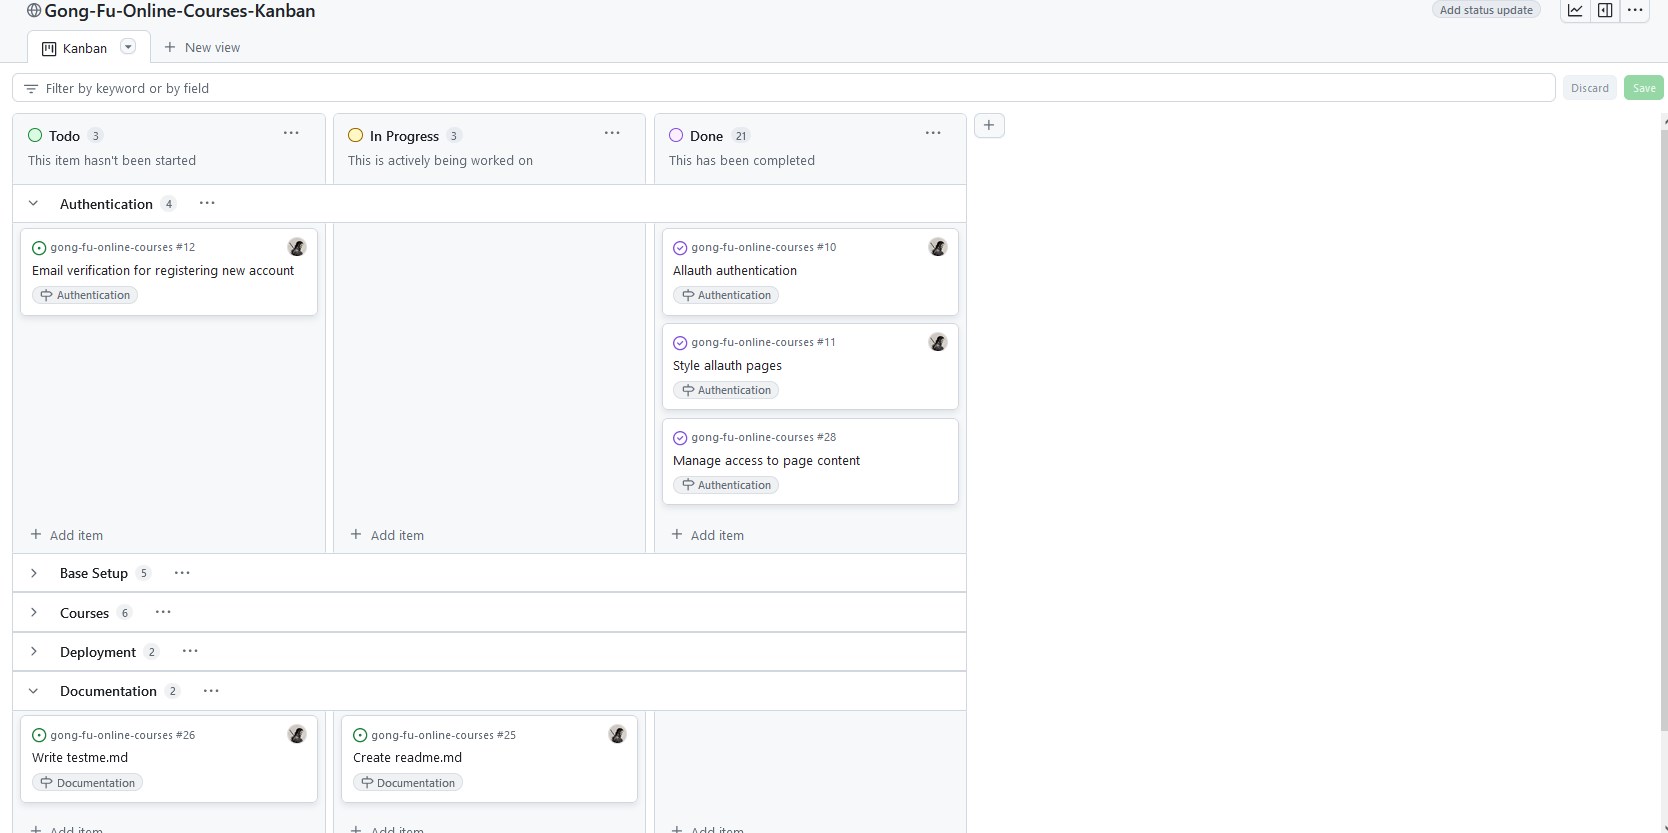 Gong-Fu-Online-Courses-Kanban
Add status update
Kanban
New view
Filter by keyword or by field
Discard
Save
Todo 3
This item hasn't been started
In Progress 3
This is actively being worked on
Done 21
This has been completed
Authentication 4
gong-fu-online-courses #12
Email verification for registering new account
Authentication
gong-fu-online-courses #10
Allauth authentication
Authentication
gong-fu-online-courses #11
Style allauth pages
Authentication
gong-fu-online-courses #28
Manage access to page content
Authentication
Add item
Add item
Add item
Base Setup 5
Courses 6
Deployment 2
Documentation 2
gong-fu-online-courses #26
Write testme.md
Documentation
gong-fu-online-courses #25
Create readme.md
Documentation
Add item
Add item
Add item